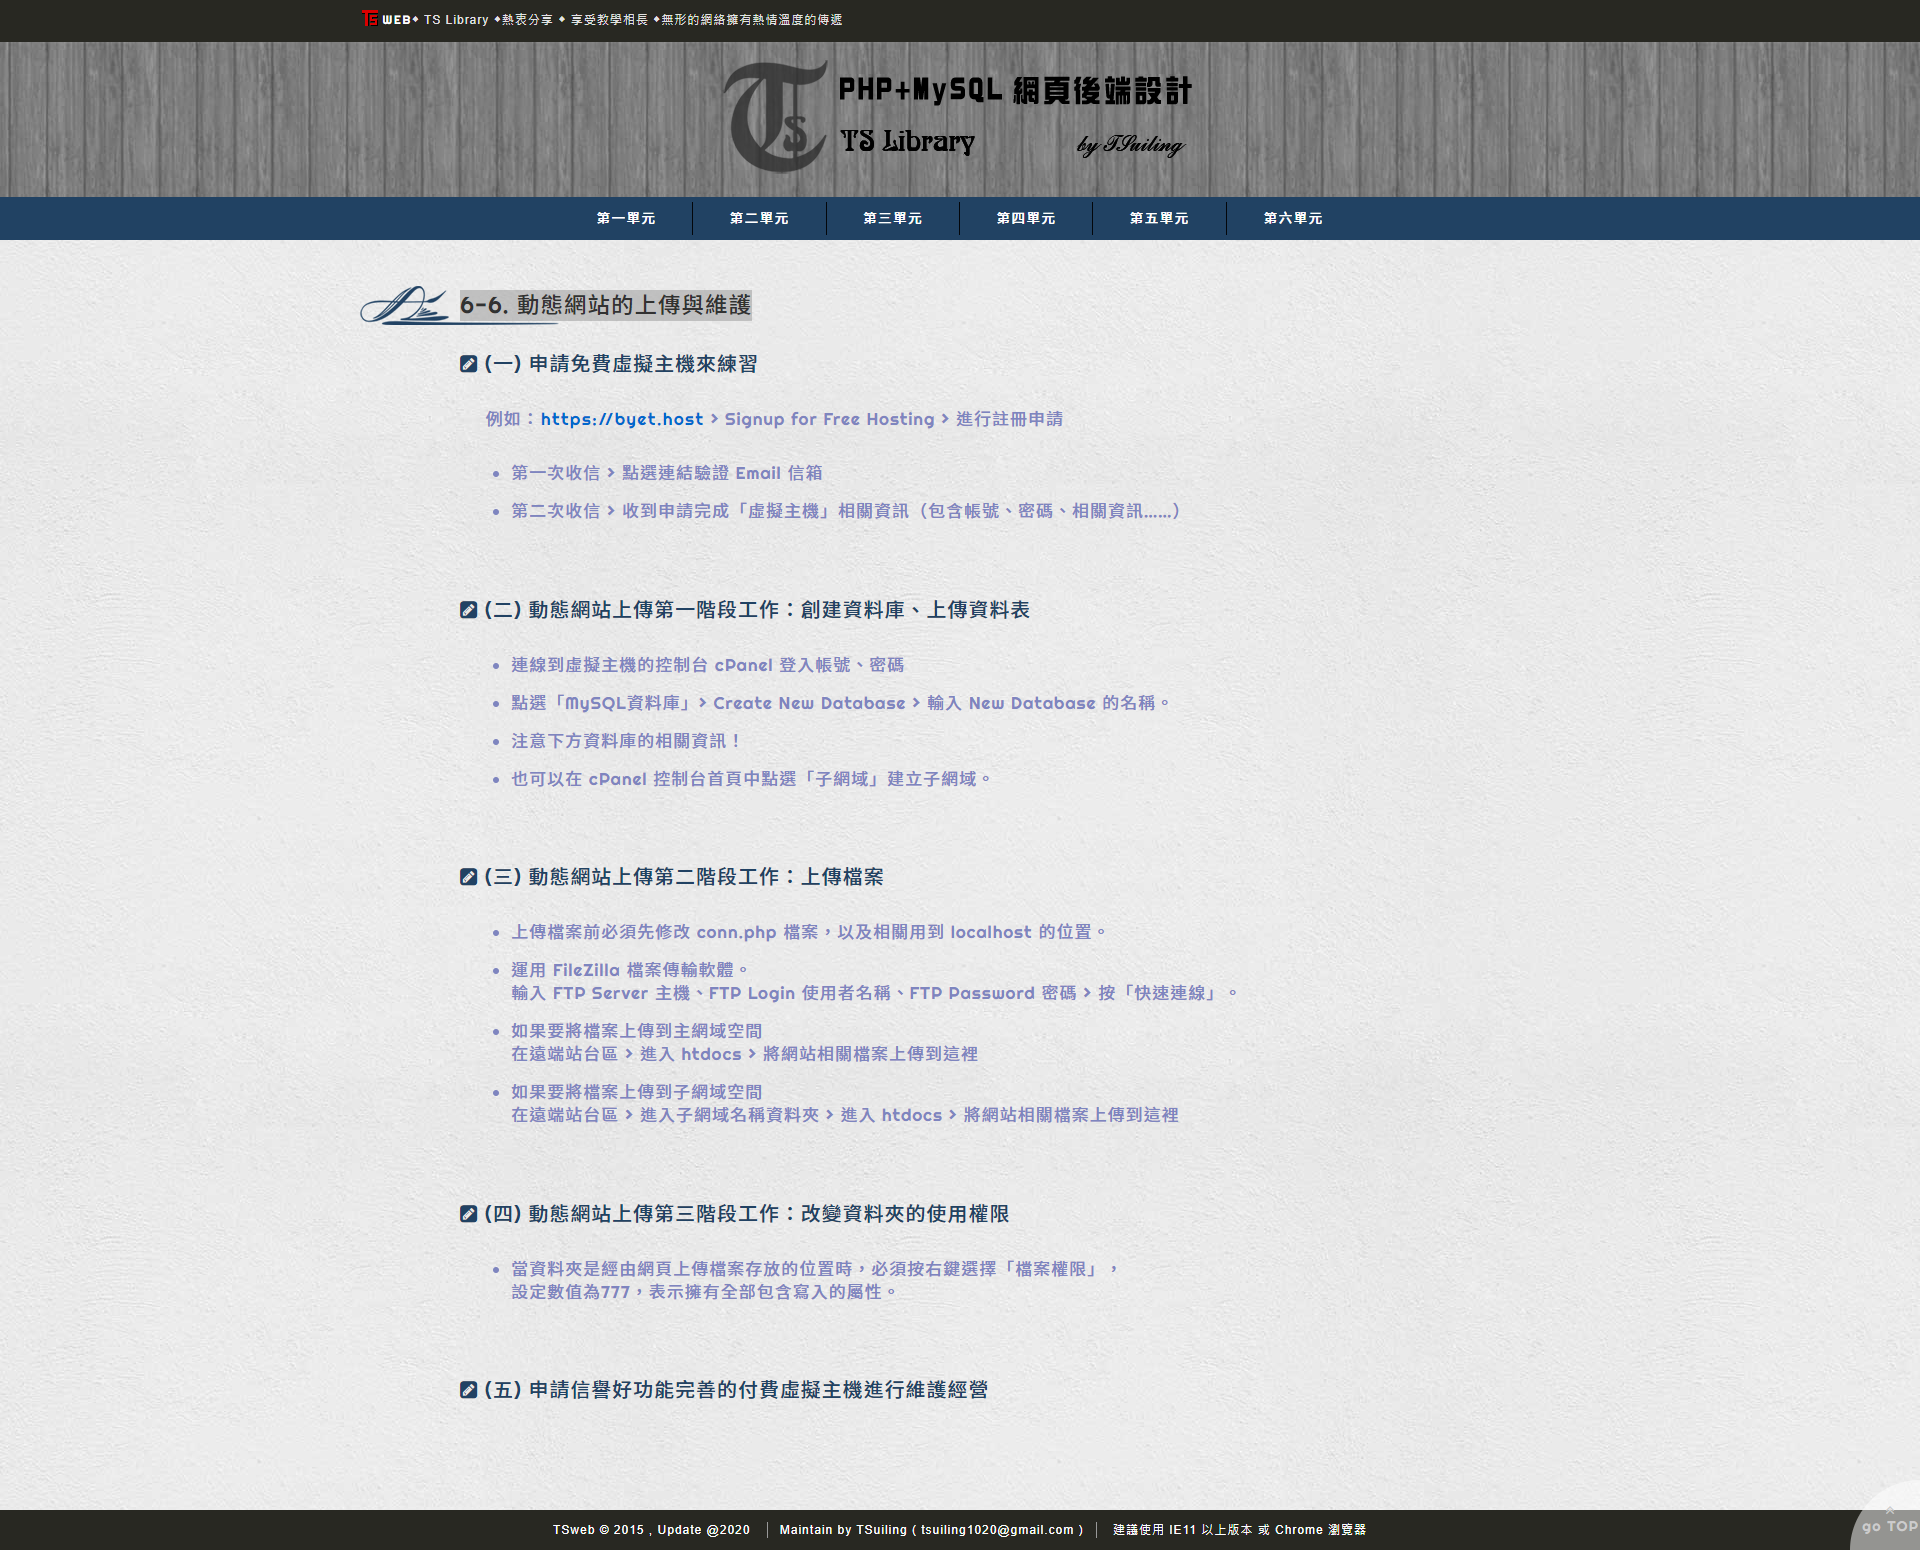 TS WEB♦ TS Library ♦熱衷分享 ♦ 享受教學相長 ♦無形的網絡擁有熱情溫度的傳遞
Ts
PHP+MySQL 網頁後端設計
TS Library by TSuiling
第一單元 第二單元 第三單元 第四單元 第五單元 第六單元
6-6. 動態網站的上傳與維護
(一) 申請免費虛擬主機來練習
例如：https://byet.host > Signup for Free Hosting > 進行註冊申請
• 第一次收信 > 點選連結驗證 Email 信箱
• 第二次收信 > 收到申請完成「虛擬主機」相關資訊（包含帳號、密碼、相關資訊......）
(二) 動態網站上傳第一階段工作：創建資料庫、上傳資料表
• 連線到虛擬主機的控制台 cPanel 登入帳號、密碼
• 點選「MySQL資料庫」> Create New Database > 輸入 New Database 的名稱。
• 注意下方資料庫的相關資訊！
• 也可以在 cPanel 控制台首頁中點選「子網域」建立子網域。
(三) 動態網站上傳第二階段工作：上傳檔案
• 上傳檔案前必須先修改 conn.php 檔案，以及相關用到 localhost 的位置。
• 運用 FileZilla 檔案傳輸軟體。
輸入 FTP Server 主機、FTP Login 使用者名稱、FTP Password 密碼 > 按「快速連線」。
• 如果要將檔案上傳到主網域空間
在遠端站台區 > 進入 htdocs > 將網站相關檔案上傳到這裡
• 如果要將檔案上傳到子網域空間
在遠端站台區 > 進入子網域名稱資料夾 > 進入 htdocs > 將網站相關檔案上傳到這裡
(四) 動態網站上傳第三階段工作：改變資料夾的使用權限
• 當資料夾是經由網頁上傳檔案存放的位置時，必須按右鍵選擇「檔案權限」，
設定數值為777，表示擁有全部包含寫入的屬性。
(五) 申請信譽好功能完善的付費虛擬主機進行維護經營
go TOP
TSweb © 2015 , Update @2020 | Maintain by TSuiling ( tsuiling1020@gmail.com ) | 建議使用 IE11 以上版本 或 Chrome 瀏覽器